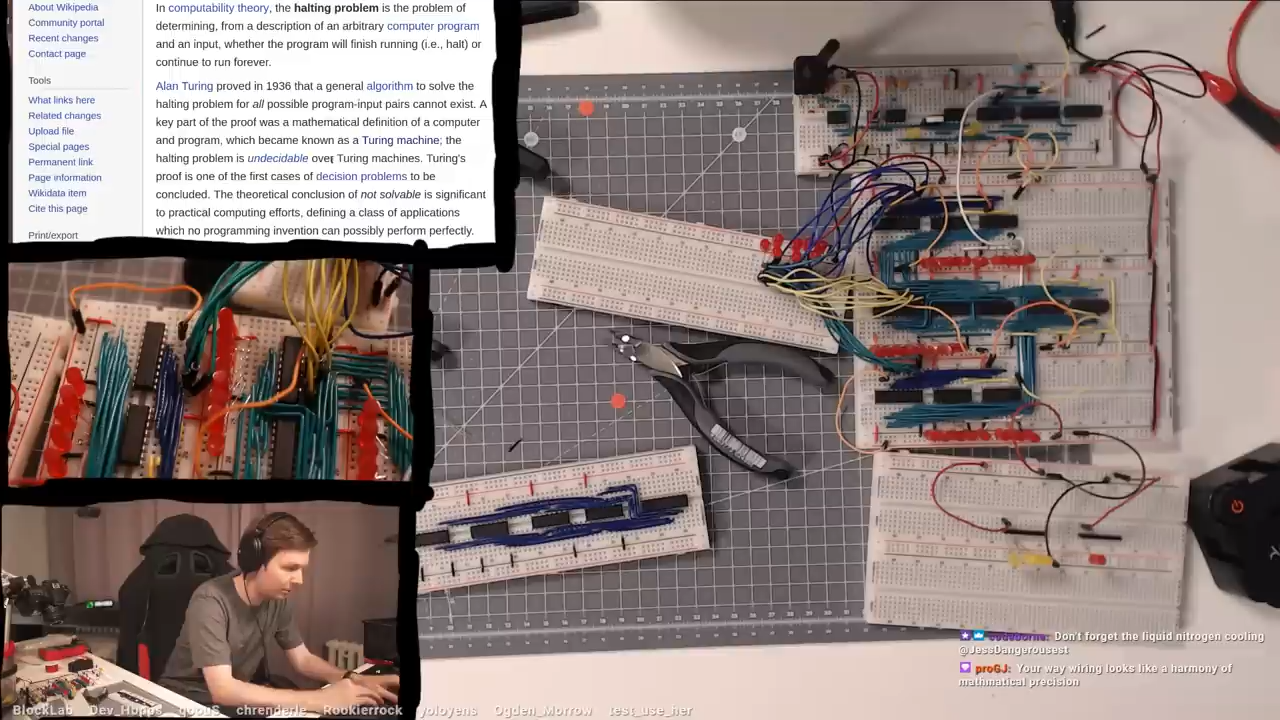 About Wikipedia
Community portal
Recent changes
Contact page
Tools
What links here
Related changes
Upload file
Special pages
Permanent link
Page information
Wikidata item
Cite this page
Print/export
In computability theory, the halting problem is the problem of
determining, from a description of an arbitrary computer program
and an input, whether the program will finish running (i.e., halt) or
continue to run forever.
Alan Turing proved in 1936 that a general algorithm to solve the
halting problem for all possible program-input pairs cannot exist. A
key part of the proof was a mathematical definition of a computer
and program, which became known as a Turing machine; the
halting problem is undecidable over Turing machines. Turing's
proof is one of the first cases of decision problems to be
concluded. The theoretical conclusion of not solvable is significant
to practical computing efforts, defining a class of applications
which no programming invention can possibly perform perfectly.
codeborne: Don't forget the liquid nitrogen cooling
@JessDangerousest
proGJ: Your way wiring looks like a harmony of
mathmatical precision
BlockLab Dev_Hbpps qoouS chrenderle Rookierrock yoloyens Ogden_Morrow test_use_her